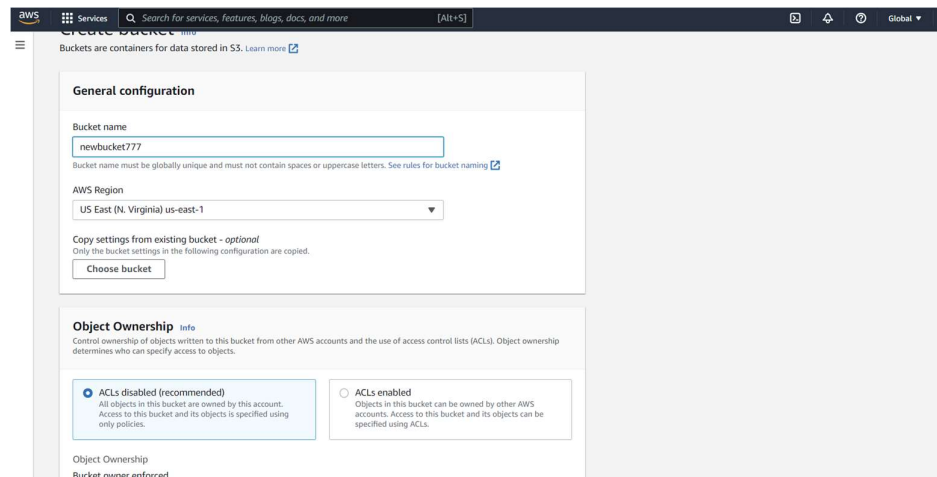 aws
Services
Search for services, features, blogs, docs, and more
[Alt+S]
Global
Create bucket Info
Buckets are containers for data stored in S3. Learn more
General configuration
Bucket name
newbucket777
Bucket name must be globally unique and must not contain spaces or uppercase letters. See rules for bucket naming
AWS Region
US East (N. Virginia) us-east-1
Copy settings from existing bucket - optional
Only the bucket settings in the following configuration are copied.
Choose bucket
Object Ownership Info
Control ownership of objects written to this bucket from other AWS accounts and the use of access control lists (ACLs). Object ownership
determines who can specify access to objects.
ACLs disabled (recommended)
All objects in this bucket are owned by this account.
Access to this bucket and its objects is specified using
only policies.
ACLs enabled
Objects in this bucket can be owned by other AWS
accounts. Access to this bucket and its objects can be
specified using ACLs.
Object Ownership
Bucket owner enforced